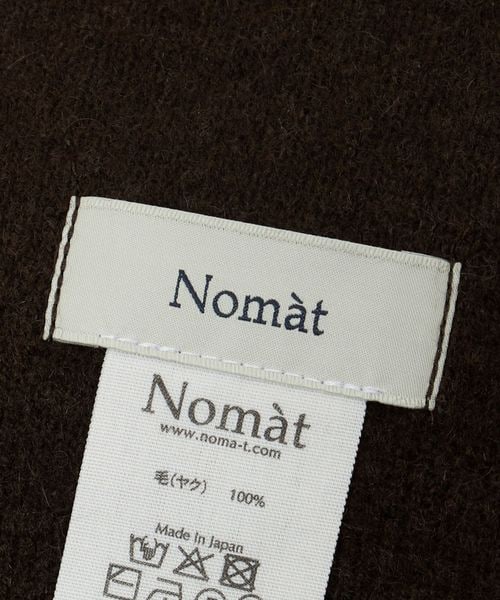 Nomàt
Nomàt
www.noma-t.com
毛(ヤク) 100%
Made in Japan